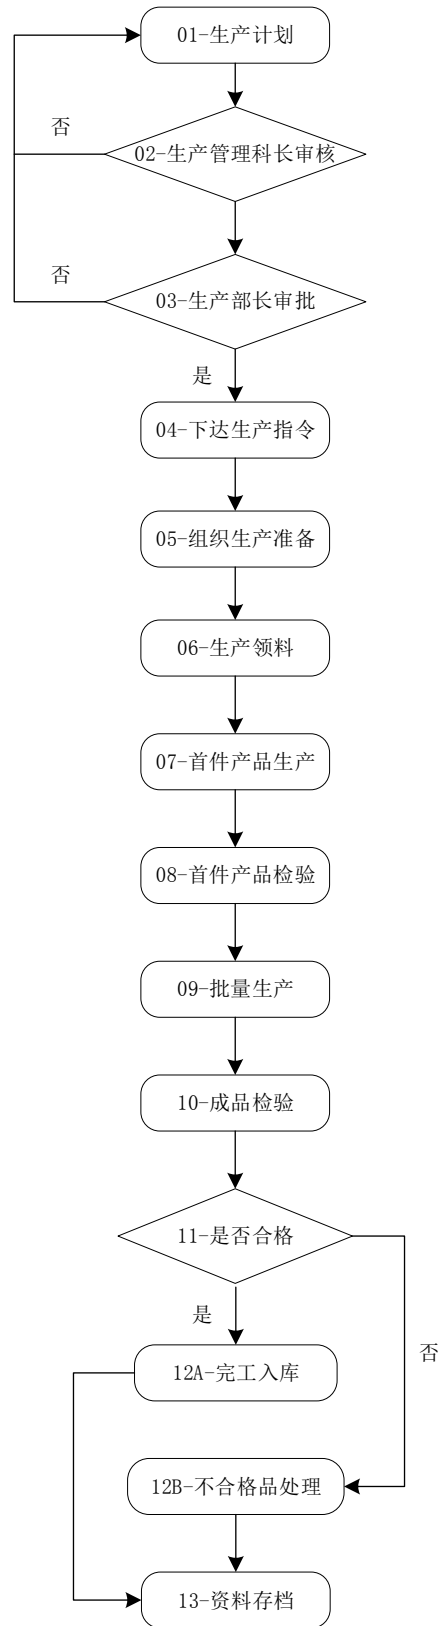 01-生产计划
否
02-生产管理科长审核
否
03-生产部长审批
是
04-下达生产指令
05-组织生产准备
06-生产领料
07-首件产品生产
08-首件产品检验
09-批量生产
10-成品检验
11-是否合格
是
否
12A-完工入库
12B-不合格品处理
13-资料存档